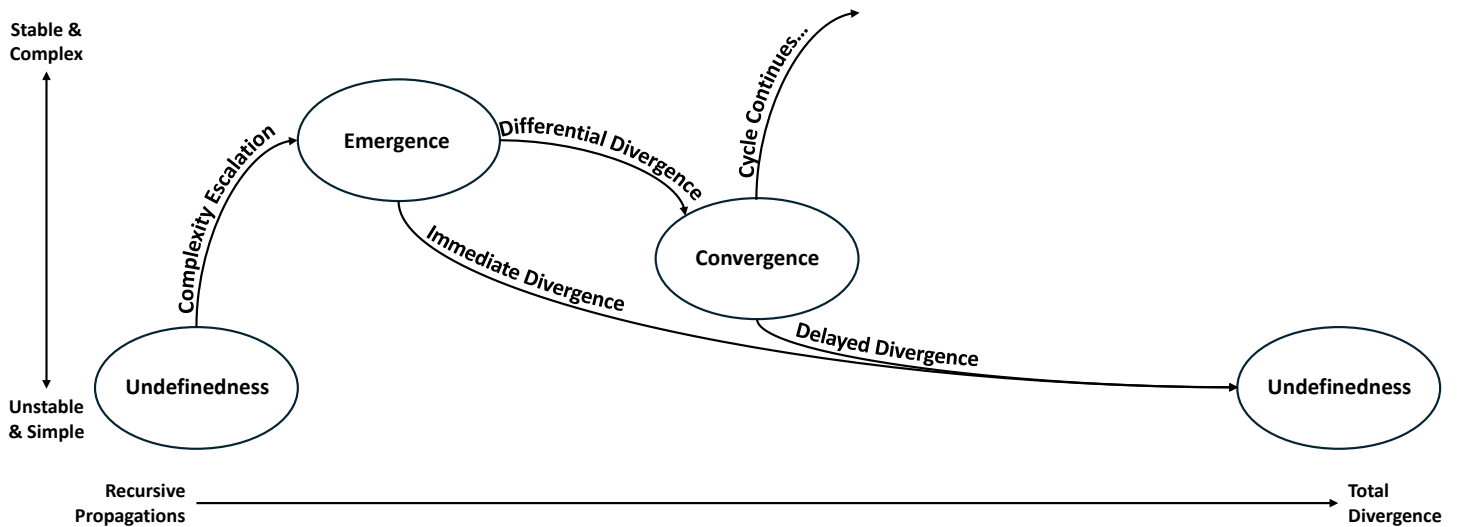 Stable &
Complex
Cycle Continues...
Emergence
Differential Divergence
Complexity Escalation
Immediate Divergence
Convergence
Delayed Divergence
Undefinedness
Undefinedness
Unstable
& Simple
Recursive
Propagations
Total
Divergence